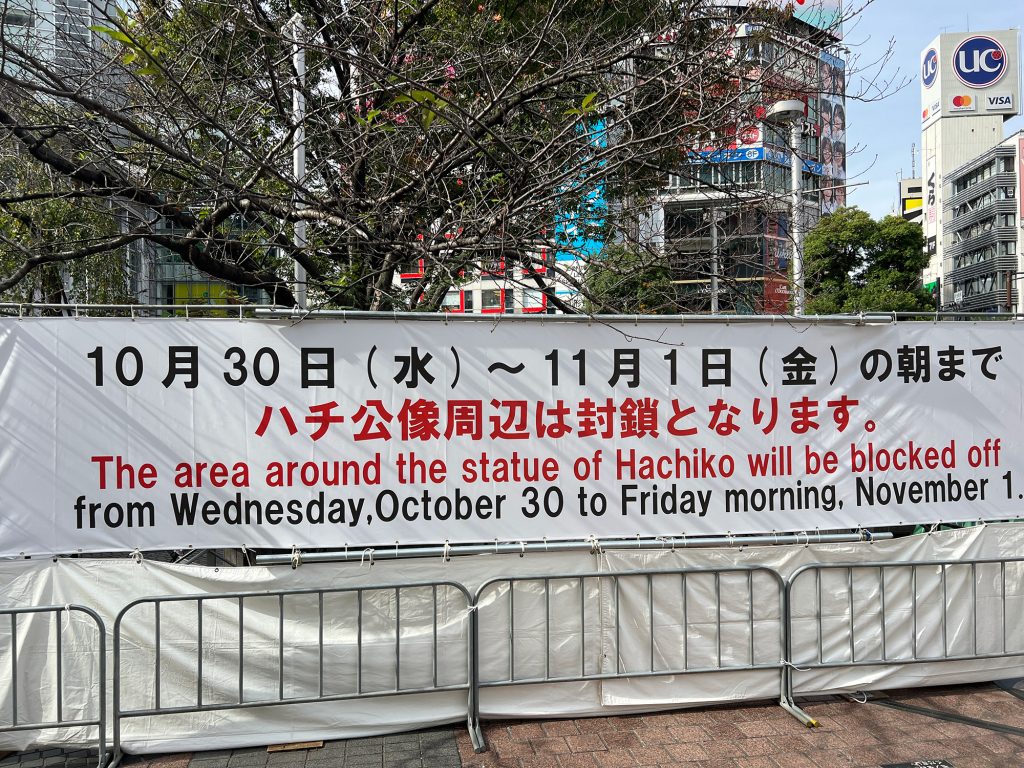 UC
UC
VISA
10月30日(水)～11月1日(金)の朝まで
ハチ公像周辺は封鎖となります。
The area around the statue of Hachiko will be blocked off
from Wednesday,October 30 to Friday morning, November 1.